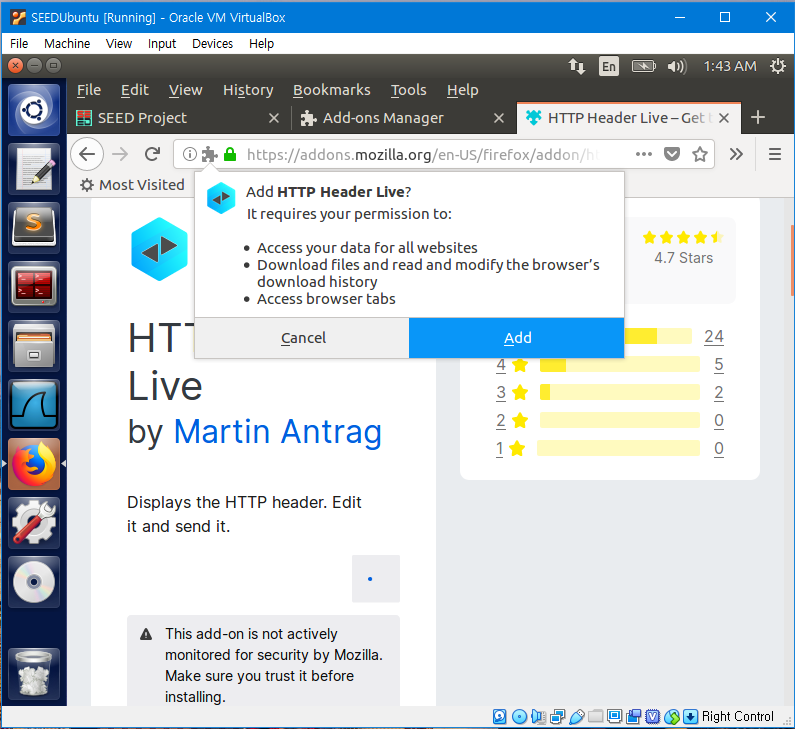 SEEDUbuntu [Running] - Oracle VM VirtualBox
File Machine View Input Devices Help
En 1:43 AM
File Edit View History Bookmarks Tools Help
SEED Project Add-ons Manager HTTP Header Live – Get
https://addons.mozilla.org/en-US/firefox/addon/h
Most Visited
Add HTTP Header Live?
It requires your permission to:
• Access your data for all websites
• Download files and read and modify the browser’s
download history
• Access browser tabs
Cancel Add
4.7 Stars
24
4 5
3 2
2 0
1 0
Live
by Martin Antrag
Displays the HTTP header. Edit
it and send it.
This add-on is not actively
monitored for security by Mozilla.
Make sure you trust it before
installing.
Right Control